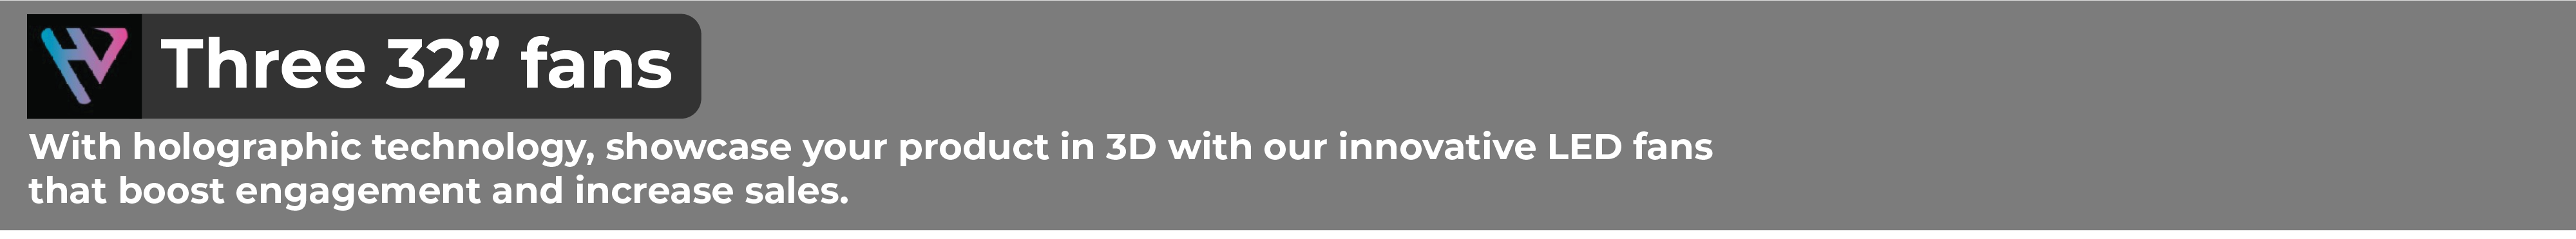 Three 32” fans
With holographic technology, showcase your product in 3D with our innovative LED fans
that boost engagement and increase sales.